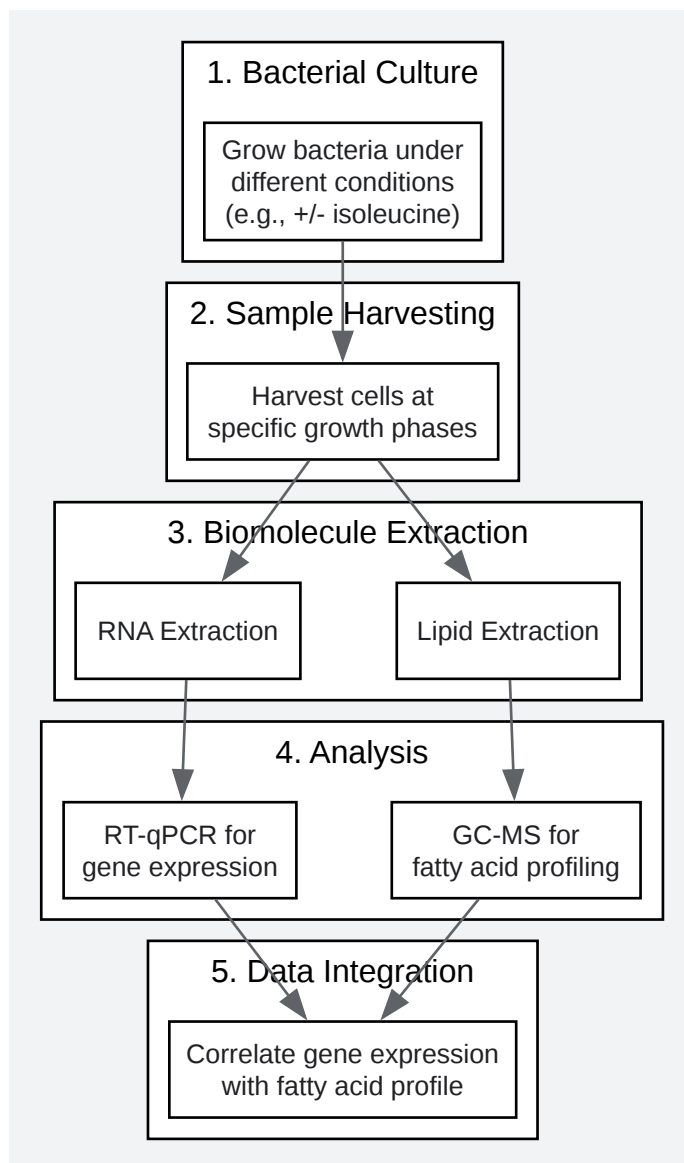 1. Bacterial Culture
Grow bacteria under
different conditions
(e.g., +/- isoleucine)
2. Sample Harvesting
Harvest cells at
specific growth phases
3. Biomolecule Extraction
RNA Extraction
Lipid Extraction
4. Analysis
RT-qPCR for
gene expression
GC-MS for
fatty acid profiling
5. Data Integration
Correlate gene expression
with fatty acid profile